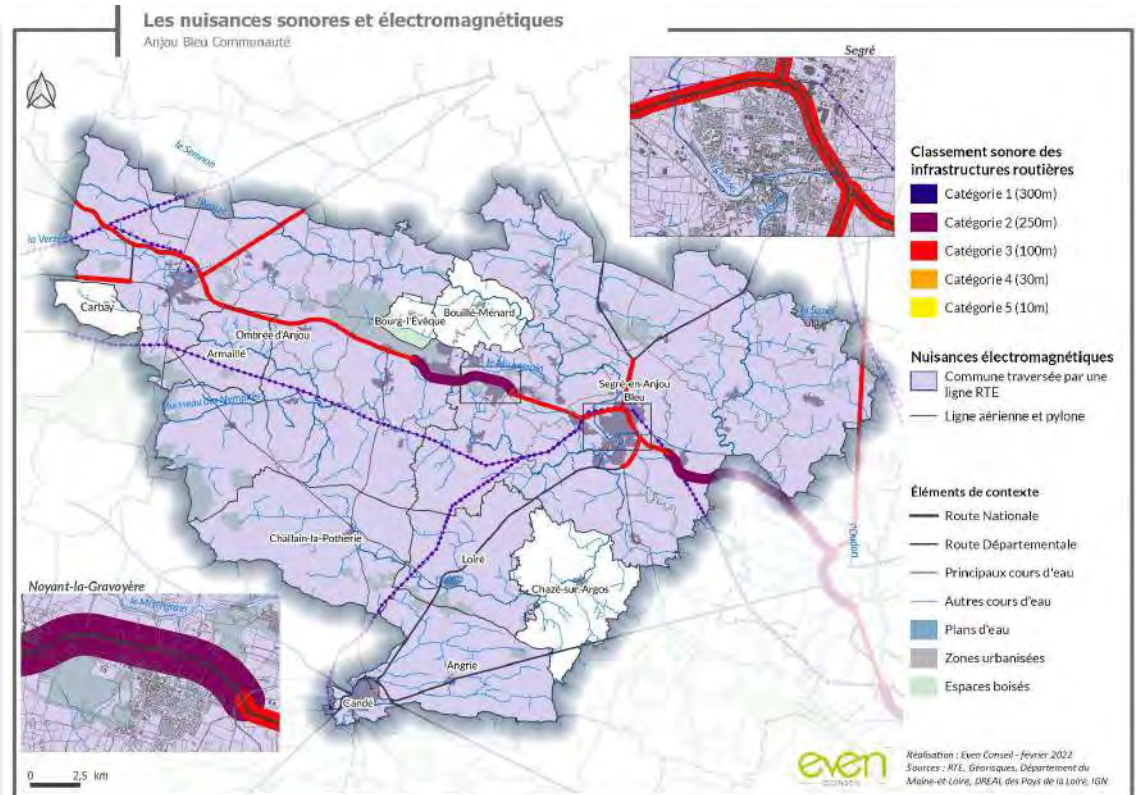 Les nuisances sonores et électromagnétiques
Anjou Bleu Communauté
Segré
le Semnon
la Verzée
Carbay
Ombrée d'Anjou
Armaillé
Bourg-l'Évêque
Bouillé-Ménard
Segré-en-Anjou
Bleu
Challain-la-Potherie
Loiré
Chazé-sur-Argos
Angrie
Candé
l'Oudon
Noyant-la-Gravoyère
le Misengrain
0 2,5 km
Classement sonore des
infrastructures routières
Catégorie 1 (300m)
Catégorie 2 (250m)
Catégorie 3 (100m)
Catégorie 4 (30m)
Catégorie 5 (10m)
Nuisances électromagnétiques
Commune traversée par une
ligne RTE
Ligne aérienne et pylone
Éléments de contexte
Route Nationale
Route Départementale
Principaux cours d'eau
Autres cours d'eau
Plans d'eau
Zones urbanisées
Espaces boisés
even
CONSEIL
Réalisation : Even Conseil - février 2022
Sources : RTE, Géorisques, Département du
Maine-et-Loire, DREAL des Pays de la Loire, IGN